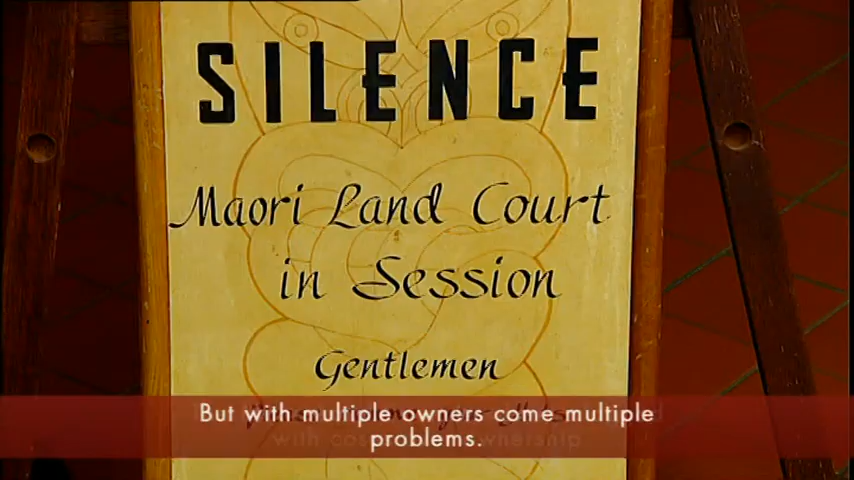 SILENCE
Maori Land Court
in Session
Gentlemen
But with multiple owners come multiple
problems.